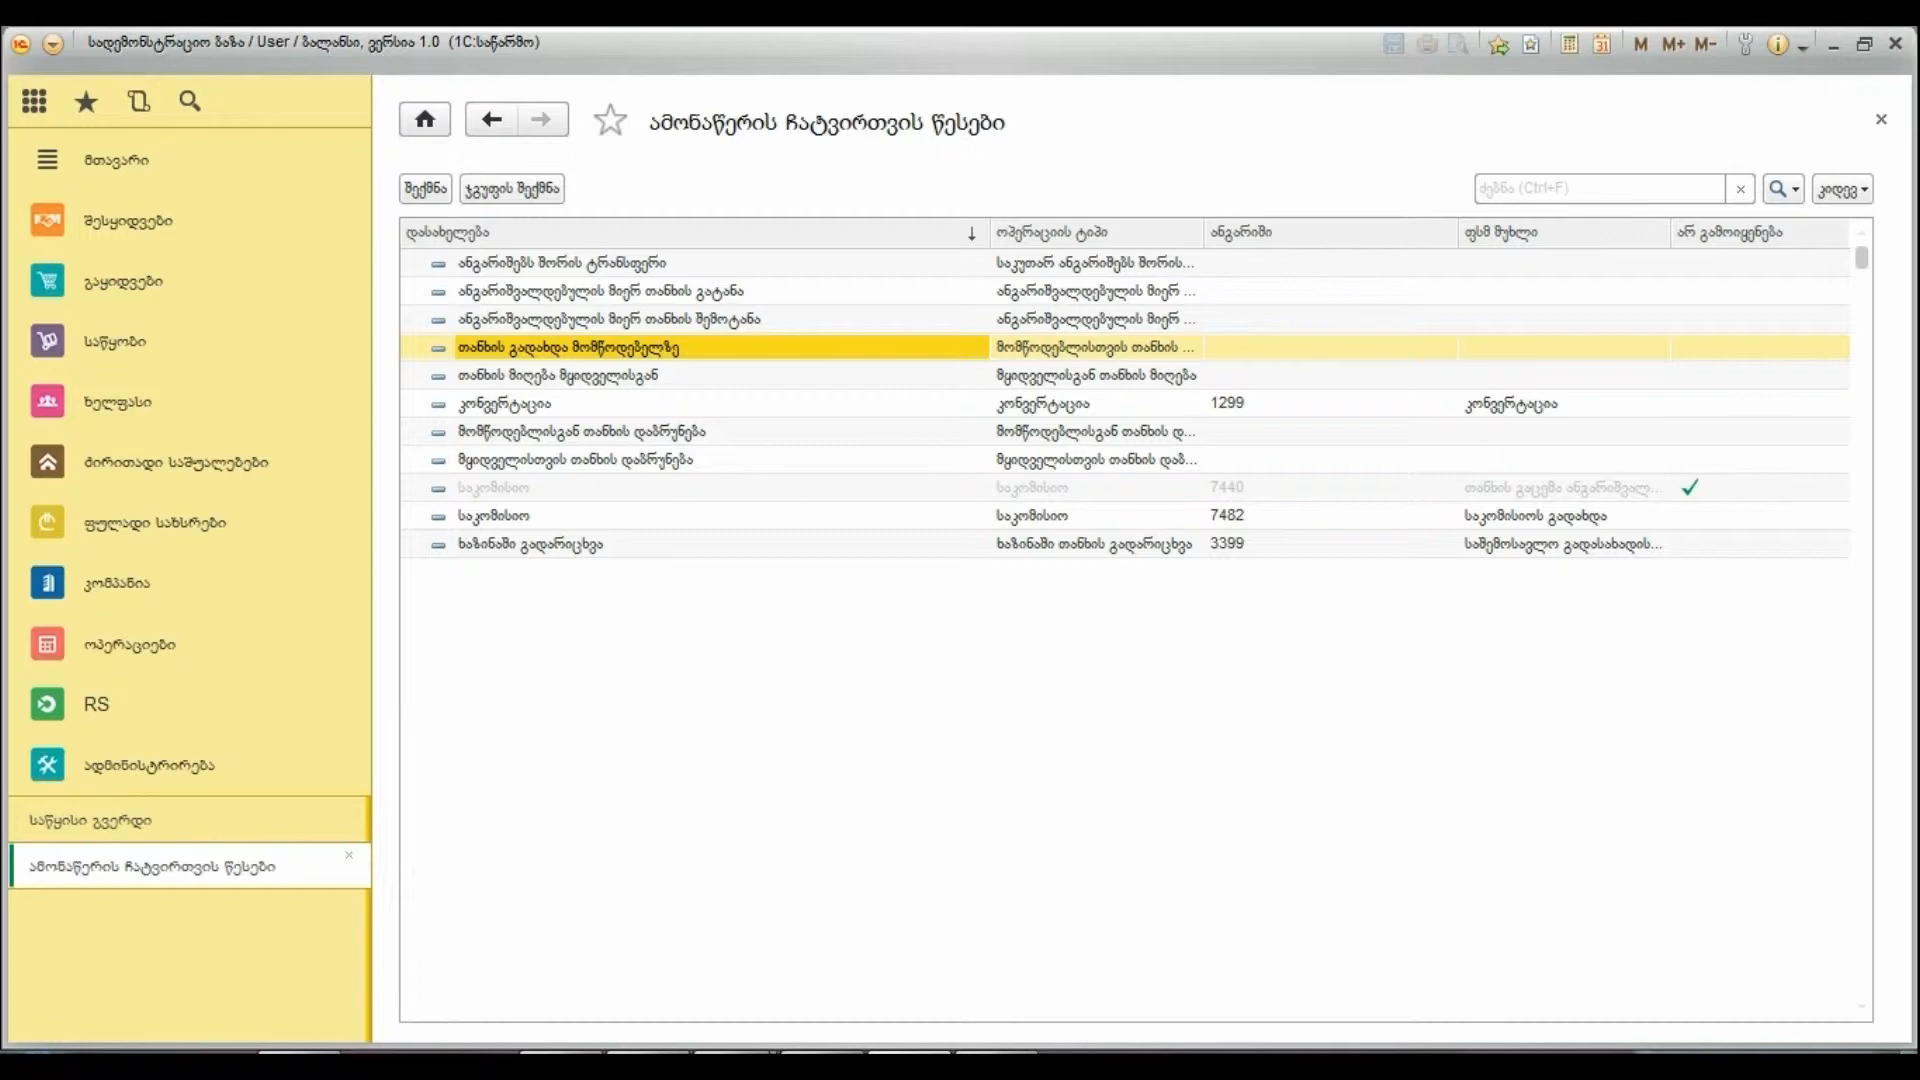 სადემონსტრაციო ბაზა / User / ბალანსი, ვერსია 1.0 (1C:საწარმო)
M M+ M-
მთავარი
შესყიდვები
გაყიდვები
საწყობი
ხელფასი
ძირითადი საშუალებები
ფულადი სახსრები
კომპანია
ოპერაციები
RS
ადმინისტრირება
საწყისი გვერდი
ამონაწერის ჩატვირთვის წესები
ამონაწერის ჩატვირთვის წესები
შექმნა ჯგუფის შექმნა ძებნა (Ctrl+F) კიდევ
დასახელება ოპერაციის ტიპი ანგარიში ფსმ მუხლი არ გამოიყენება
ანგარიშებს შორის ტრანსფერი საკუთარ ანგარიშებს შორის...
ანგარიშვალდებულის მიერ თანხის გატანა ანგარიშვალდებულის მიერ ...
ანგარიშვალდებულის მიერ თანხის შემოტანა ანგარიშვალდებულის მიერ ...
თანხის გადახდა მომწოდებელზე მომწოდებლისთვის თანხის ...
თანხის მიღება მყიდველისგან მყიდველისგან თანხის მიღება
კონვერტაცია კონვერტაცია 1299 კონვერტაცია
მომწოდებლისგან თანხის დაბრუნება მომწოდებლისგან თანხის დ...
მყიდველისთვის თანხის დაბრუნება მყიდველისთვის თანხის დაბ...
საკომისიო საკომისიო 7440 თანხის გაცემა ანგარიშვალ...
საკომისიო საკომისიო 7482 საკომისიოს გადახდა
ხაზინაში გადარიცხვა ხაზინაში თანხის გადარიცხვა 3399 საშემოსავლო გადასახადის...